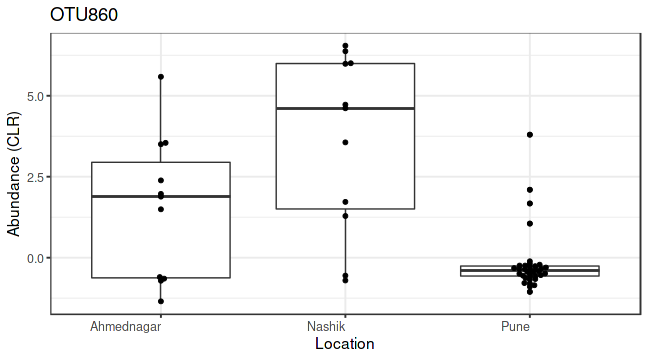 OTU860
Abundance (CLR)
5.0
2.5
0.0
Ahmednagar
Nashik
Pune
Location